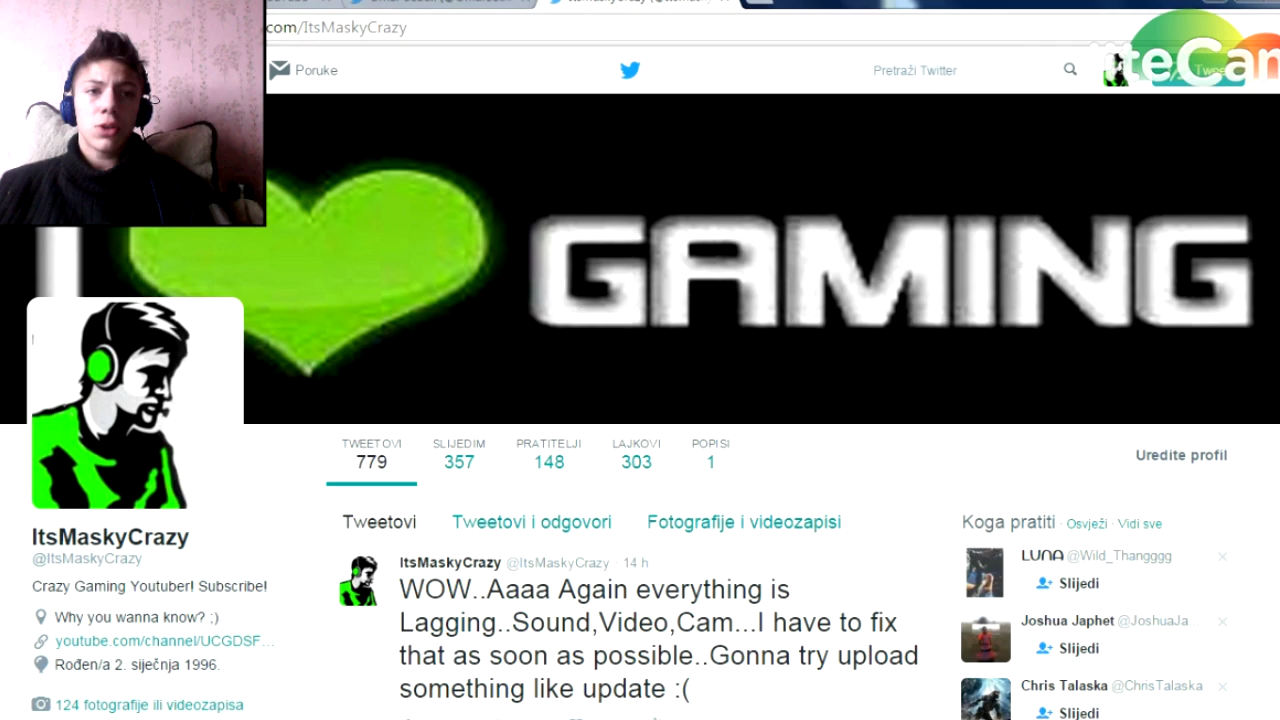 com/ItsMaskyCrazy
Poruke
Pretraži Twitter
teCam
I
GAMING
TWEETOVI
SLIJEDIM
PRATITELJI
LAJKOVI
POPISI
779
357
148
303
1
Uredite profil
ItsMaskyCrazy
@ItsMaskyCrazy
Crazy Gaming Youtuber! Subscribe!
Why you wanna know? ;)
youtube.com/channel/UCGDSF…
Rođen/a 2. siječnja 1996.
124 fotografije ili videozapisa
Tweetovi
Tweetovi i odgovori
Fotografije i videozapisi
ItsMaskyCrazy @ItsMaskyCrazy · 14 h
WOW..Aaaa Again everything is
Lagging..Sound,Video,Cam...I have to fix
that as soon as possible..Gonna try upload
something like update :(
Koga pratiti · Osvježi · Vidi sve
LUNA @Wild_Thangggg
Slijedi
Joshua Japhet @JoshuaJa...
Slijedi
Chris Talaska @ChrisTalaska
Slijedi